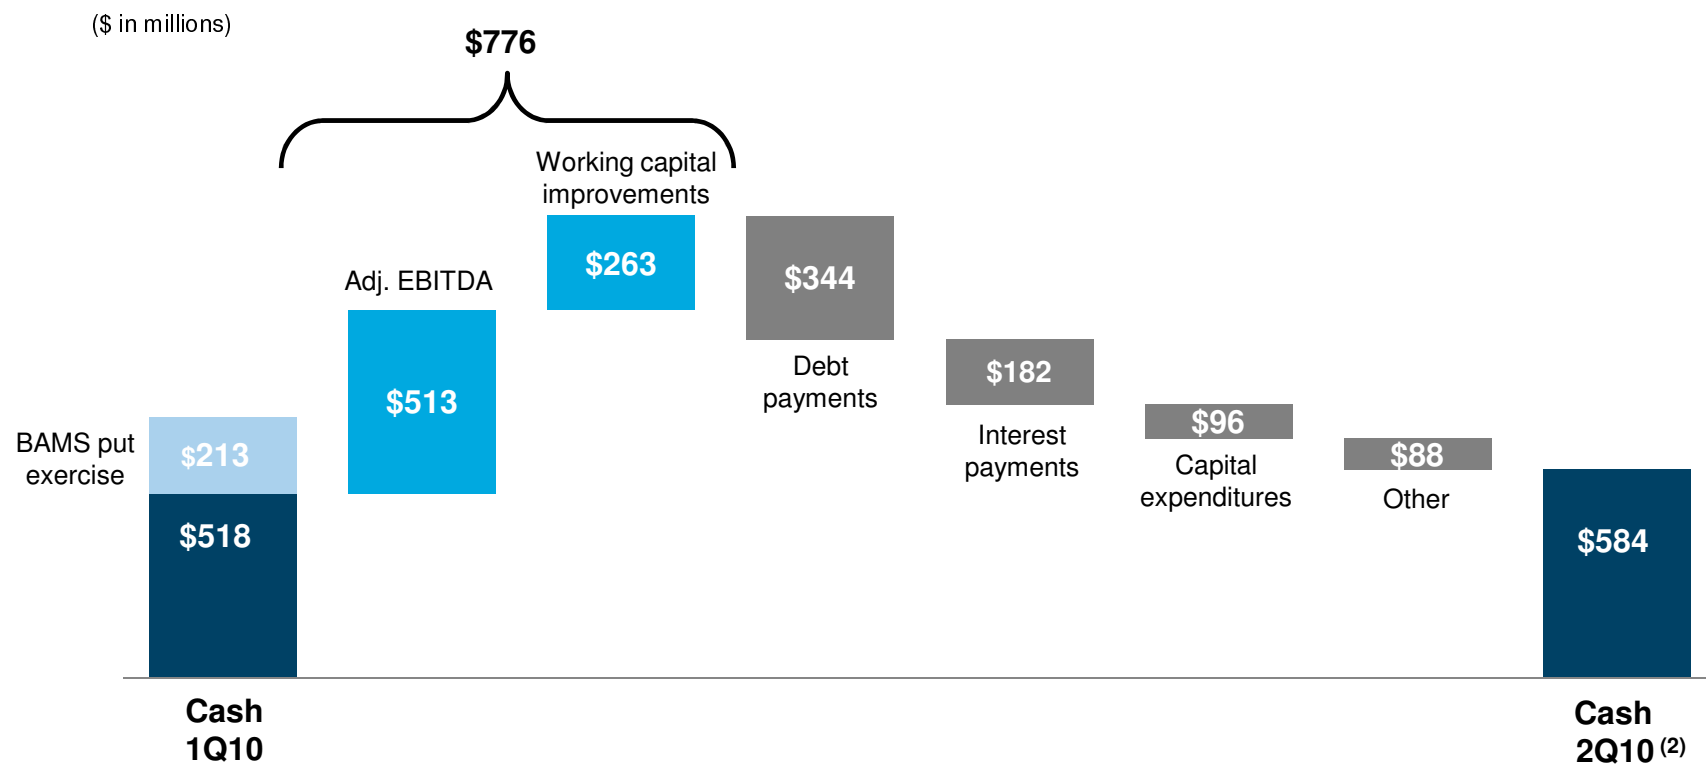 ($ in millions)
$776
Working capital
improvements
$263
$344
Adj. EBITDA
$513
Debt
payments
$182
Interest
payments
$96
Capital
expenditures
$88
Other
BAMS put
exercise
$213
$518
$584
Cash
1Q10
Cash
2Q10 (2)